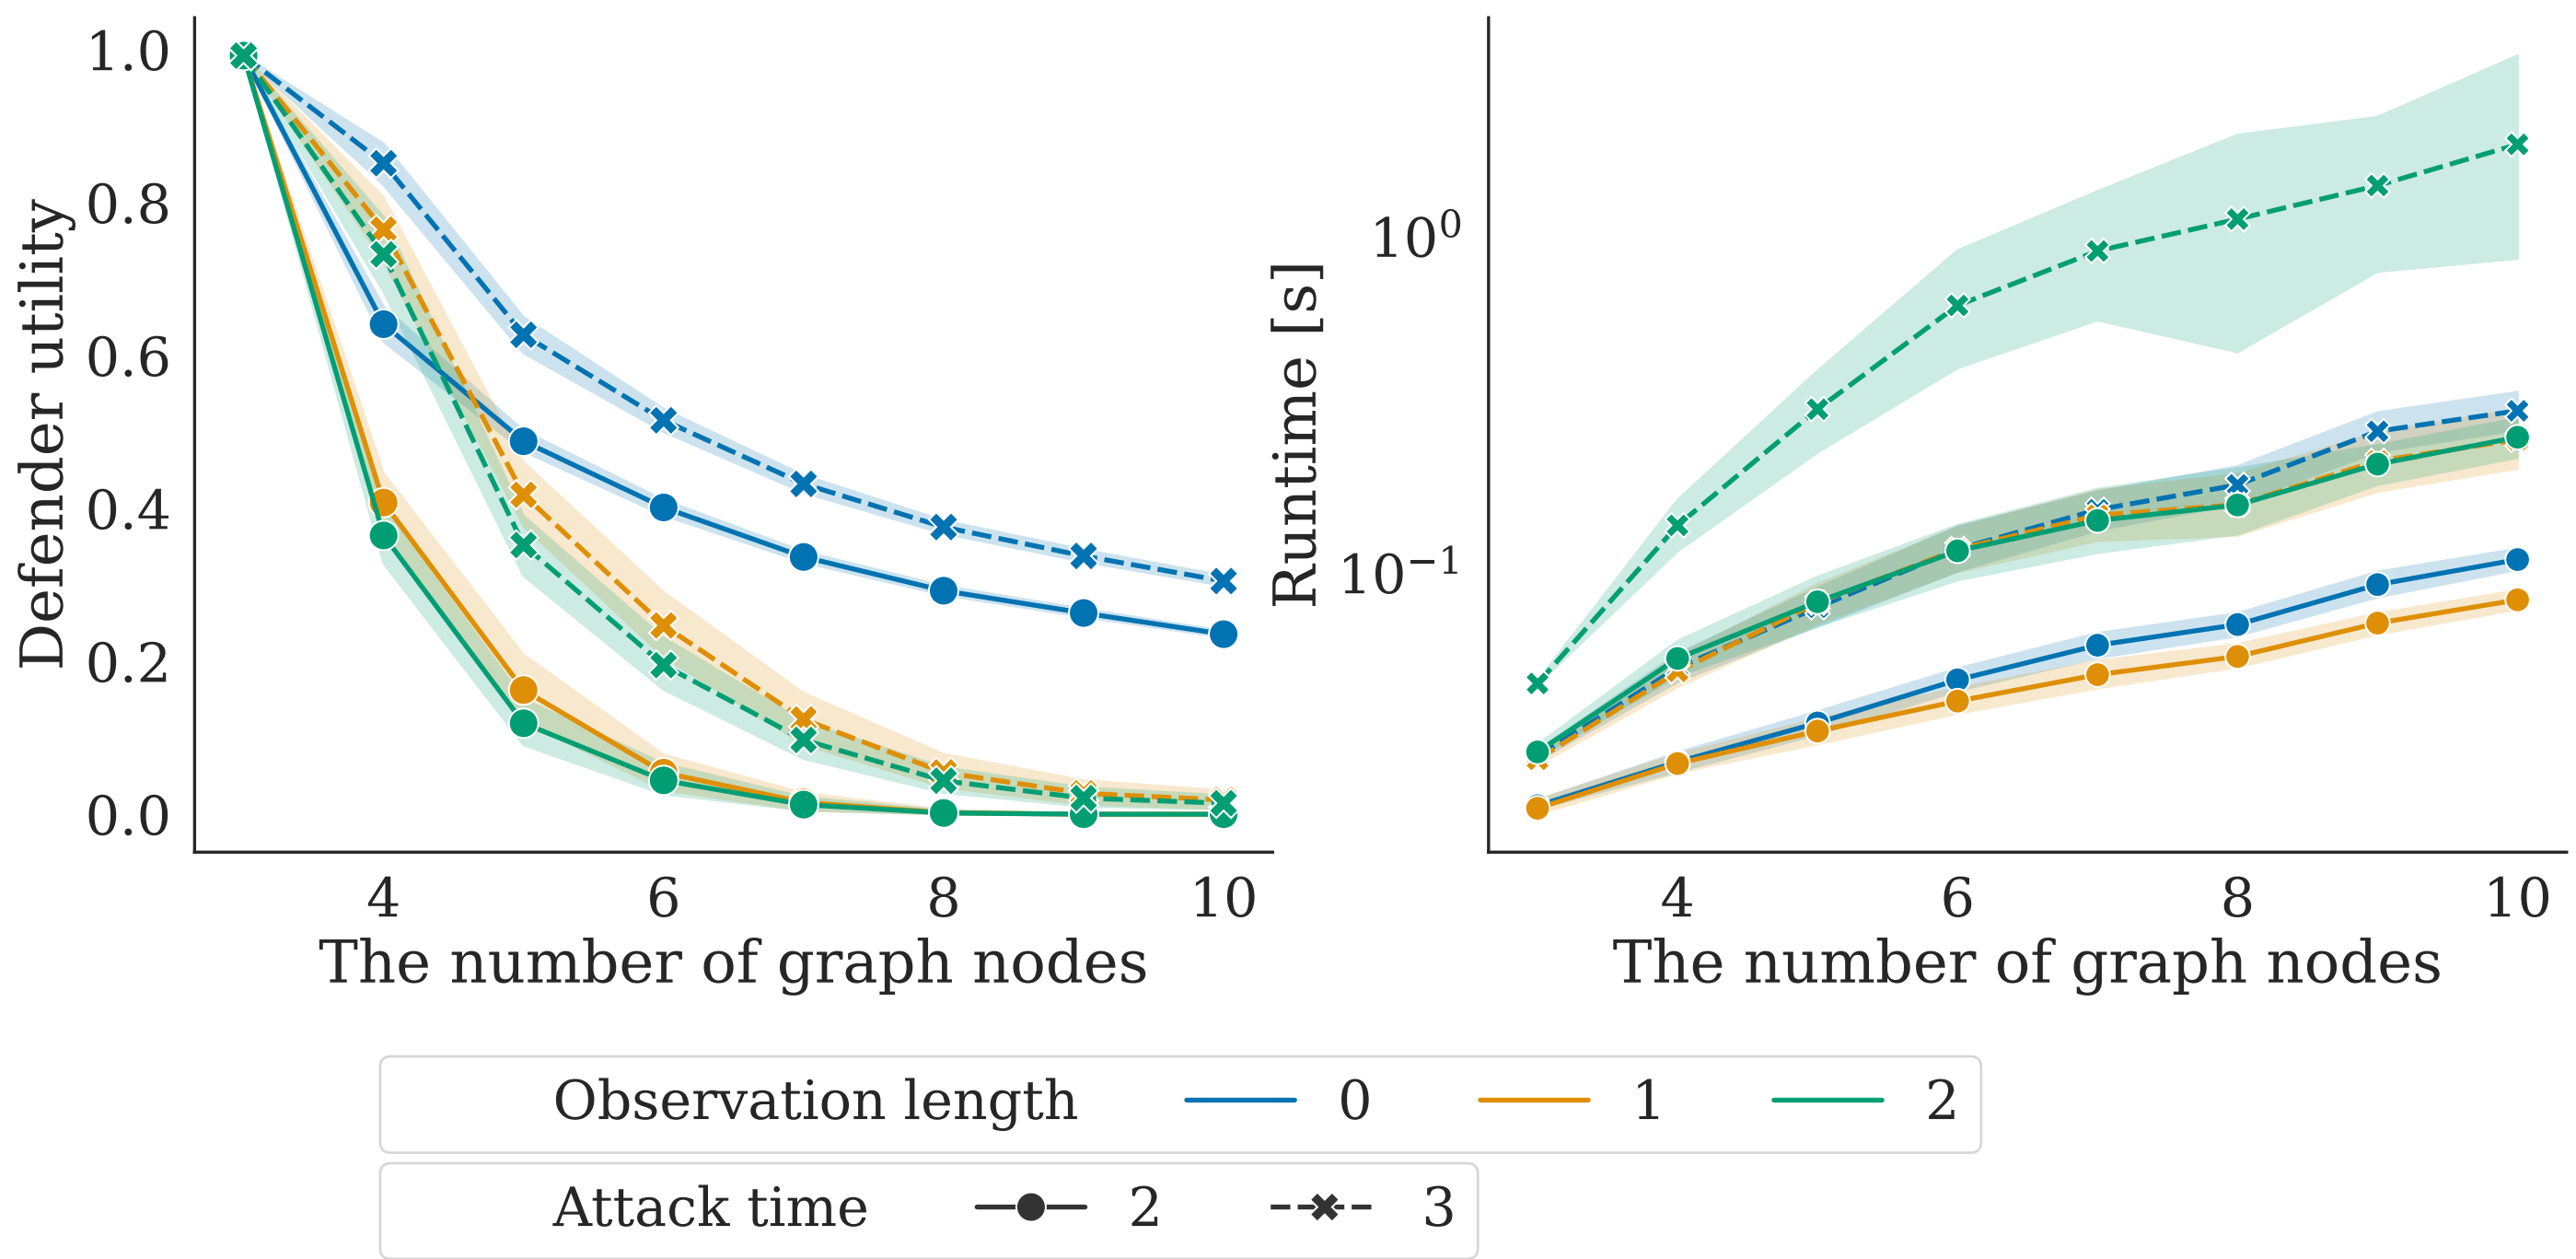 Defender utility
1.0
0.8
0.6
0.4
0.2
0.0
4 6 8 10
The number of graph nodes
Runtime [s]
10⁰
10⁻¹
4 6 8 10
The number of graph nodes
Observation length 0 1 2
Attack time 2 3